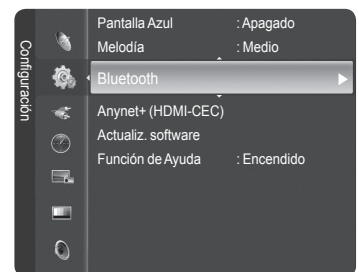 Configuración
Pantalla Azul : Apagado
Melodía : Medio
Bluetooth
Anynet+ (HDMI-CEC)
Actualiz. software
Función de Ayuda : Encendido